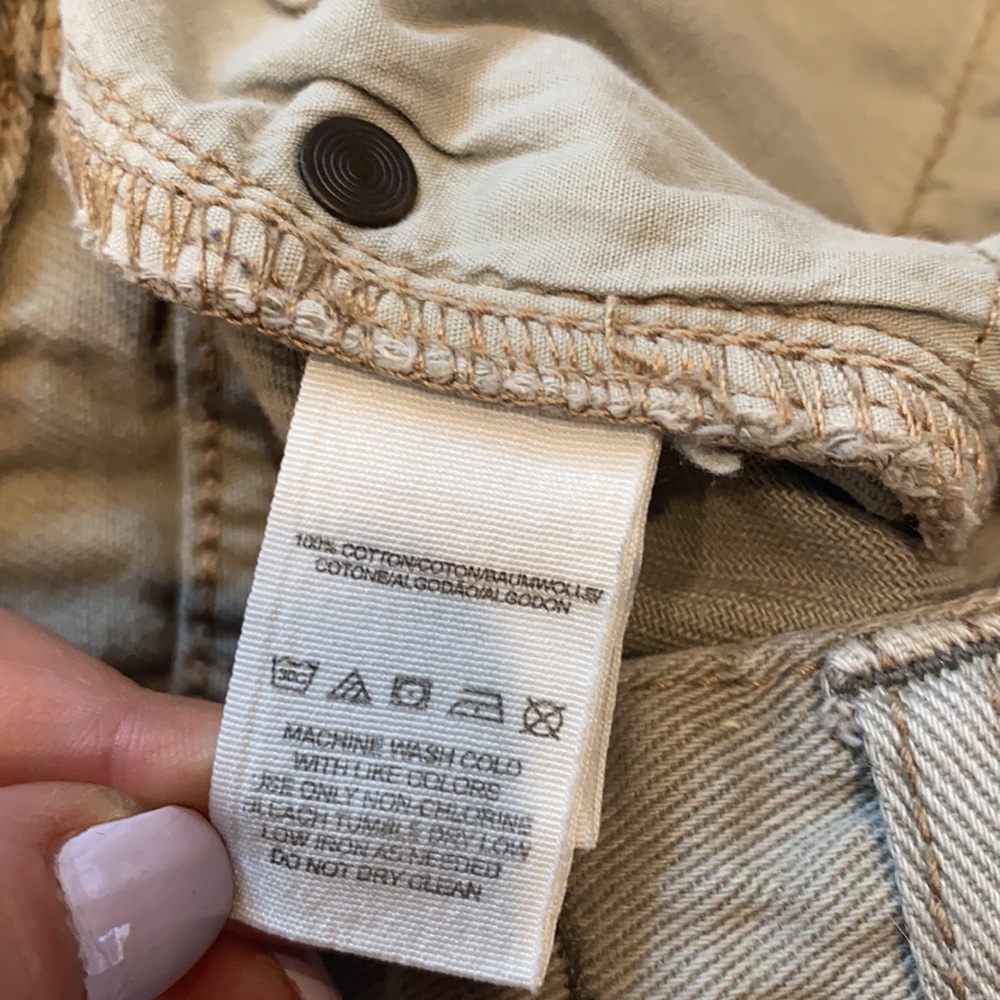 100% COTTON/COTON/BAUMWOLLE/
COTONE/ALGODÃO/ALGODON
30C
MACHINE WASH COLD
WITH LIKE COLORS
USE ONLY NON-CHLORINE
BLEACH TUMBLE DRY LOW
LOW IRON AS NEEDED
DO NOT DRY CLEAN